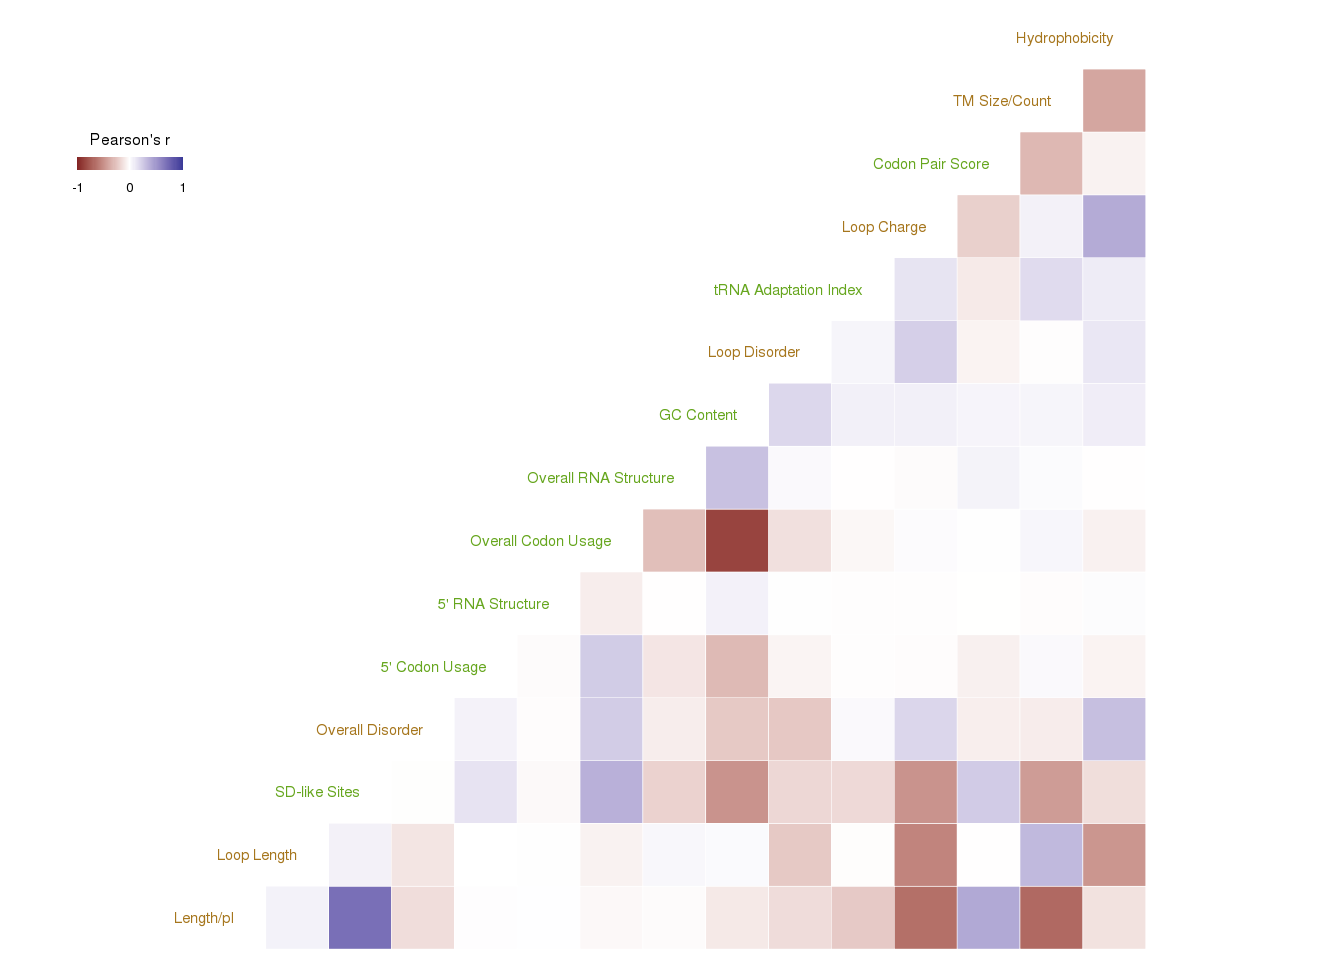 Hydrophobicity
TM Size/Count
Pearson's r
-1 0 1
Codon Pair Score
Loop Charge
tRNA Adaptation Index
Loop Disorder
GC Content
Overall RNA Structure
Overall Codon Usage
5' RNA Structure
5' Codon Usage
Overall Disorder
SD-like Sites
Loop Length
Length/pI